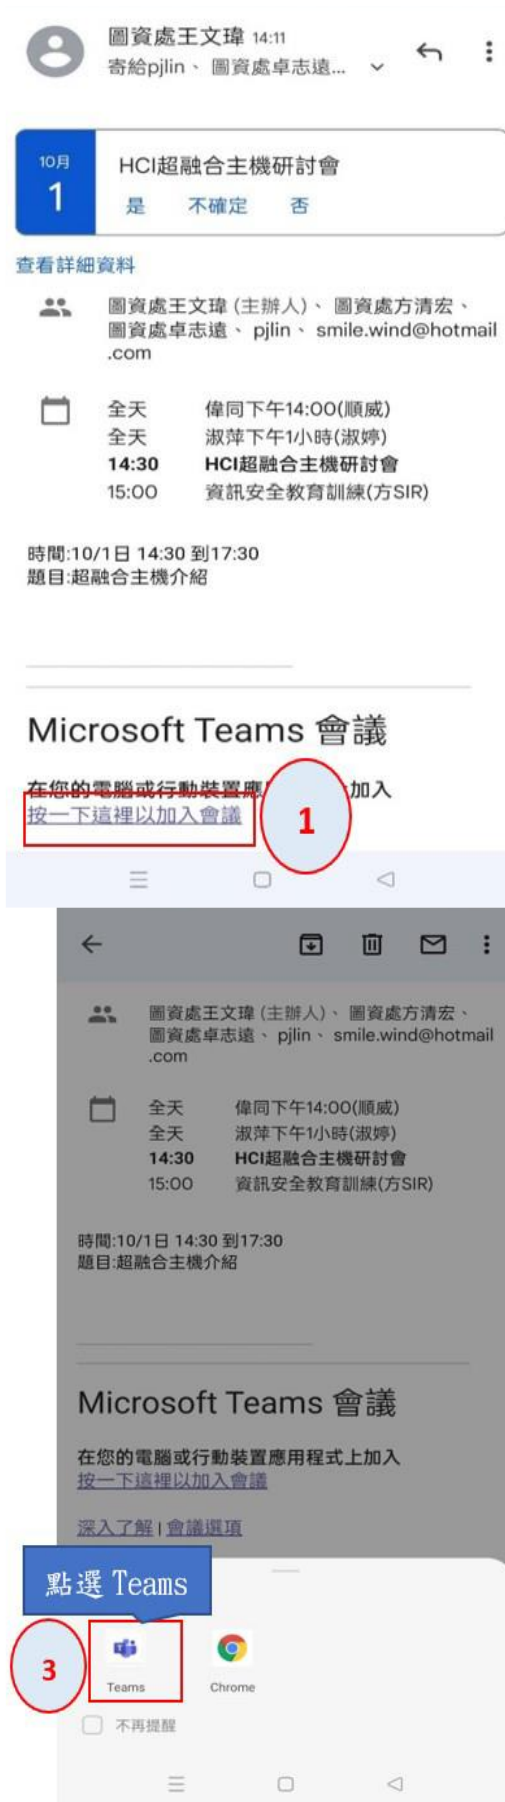 圖資處王文瑋 14:11
寄給pjlin、 圖資處卓志遠...
10月
1
HCI超融合主機研討會
是 不確定 否
查看詳細資料
圖資處王文瑋 (主辦人)、 圖資處方清宏、
圖資處卓志遠、 pjlin、 smile.wind@hotmail
.com
全天 偉同下午14:00(順威)
全天 淑萍下午1小時(淑婷)
14:30 HCI超融合主機研討會
15:00 資訊安全教育訓練(方SIR)
時間:10/1日 14:30 到17:30
題目:超融合主機介紹
Microsoft Teams 會議
在您的電腦或行動裝置應 上加入
按一下這裡以加入會議
1
圖資處王文瑋 (主辦人)、 圖資處方清宏、
圖資處卓志遠、 pjlin、 smile.wind@hotmail
.com
全天 偉同下午14:00(順威)
全天 淑萍下午1小時(淑婷)
14:30 HCI超融合主機研討會
15:00 資訊安全教育訓練(方SIR)
時間:10/1日 14:30 到17:30
題目:超融合主機介紹
Microsoft Teams 會議
在您的電腦或行動裝置應用程式上加入
按一下這裡以加入會議
深入了解 | 會議選項
點選 Teams
3
Teams Chrome
不再提醒